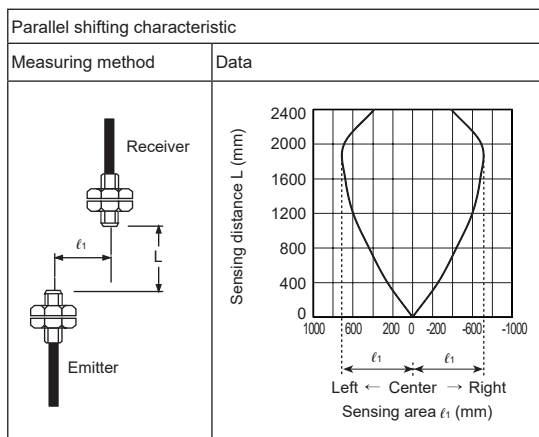 Parallel shifting characteristic
Measuring method
Data
Receiver
ℓ1
L
Emitter
Sensing distance L (mm)
2400
2000
1600
1200
800
400
0
1000 600 200 0 -200 -600 -1000
ℓ1 ℓ1
Left ← Center → Right
Sensing area ℓ1 (mm)